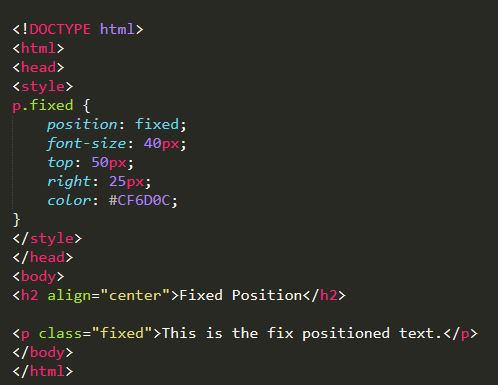 <!DOCTYPE html>
<html>
<head>
<style>
p.fixed {
    position: fixed;
    font-size: 40px;
    top: 50px;
    right: 25px;
    color: #CF6D0C;
}
</style>
</head>
<body>
<h2 align="center">Fixed Position</h2>

<p class="fixed">This is the fix positioned text.</p>
</body>
</html>